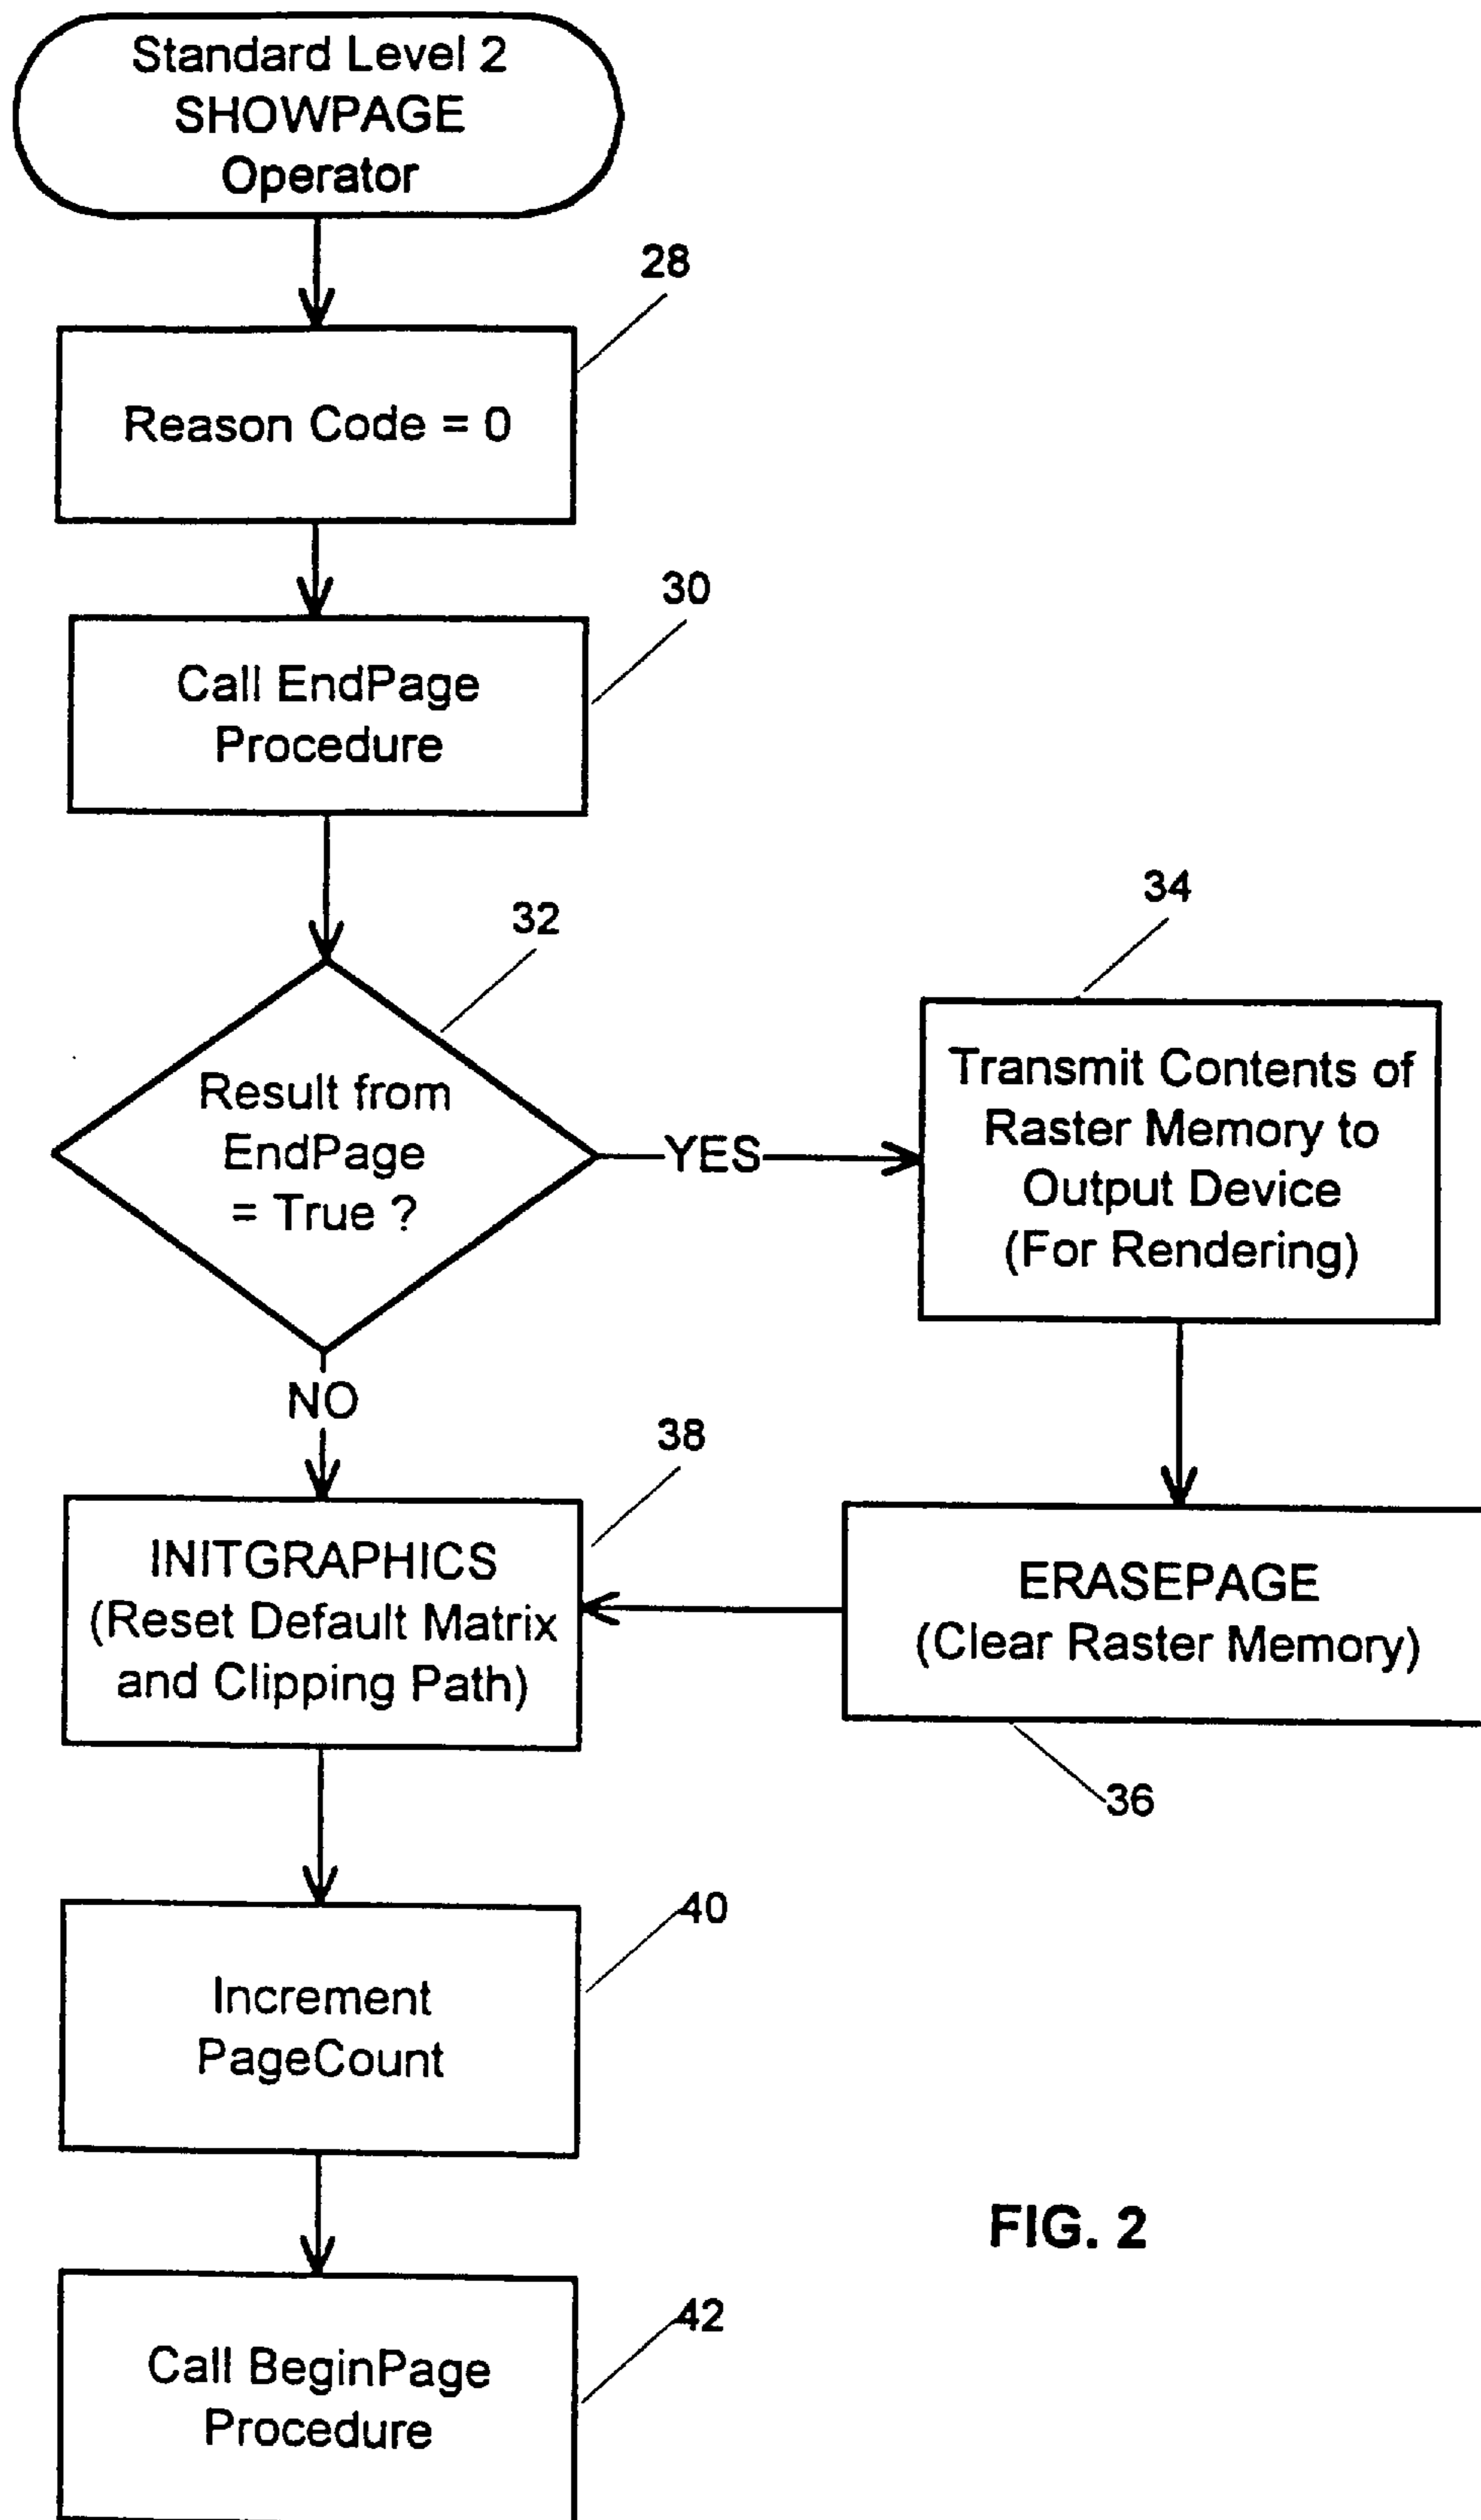 Standard Level 2
SHOWPAGE
Operator
28
Reason Code = 0
30
Call EndPage
Procedure
32
Result from
EndPage
= True ?
YES
34
Transmit Contents of
Raster Memory to
Output Device
(For Rendering)
NO
38
INITGRAPHICS
(Reset Default Matrix
and Clipping Path)
ERASEPAGE
(Clear Raster Memory)
36
40
Increment
PageCount
FIG. 2
42
Call BeginPage
Procedure